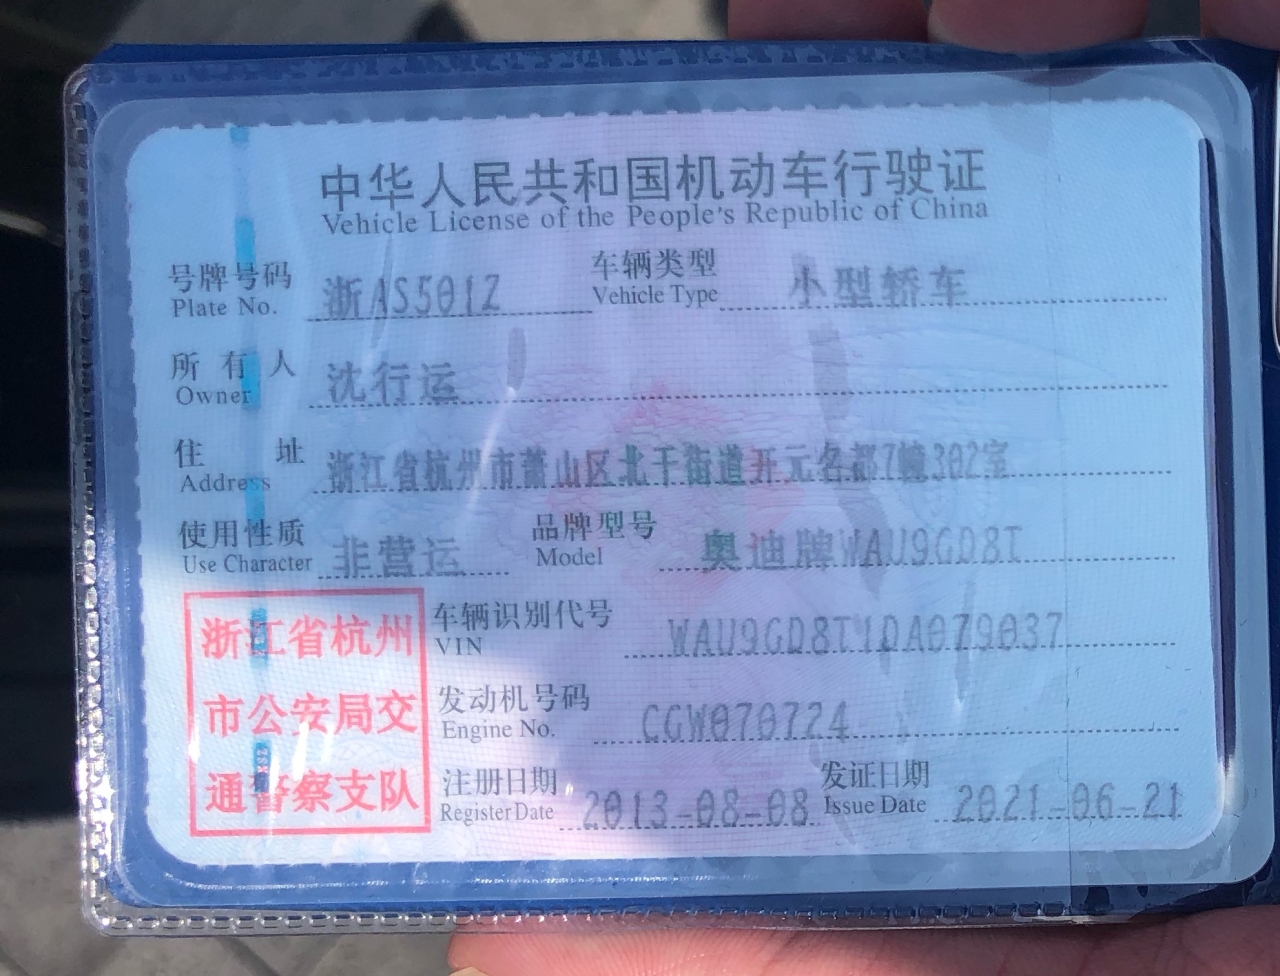 中华人民共和国机动车行驶证
Vehicle License of the People's Republic of China
号牌号码 浙AS501Z 车辆类型 小型轿车
Plate No. Vehicle Type
所有人 沈行运
Owner
住址 浙江省杭州市萧山区北干街道开元名都7幢302室
Address
使用性质 非营运 品牌型号 奥迪牌WAU9GD8T
Use Character Model
浙江省杭州
市公安局交
通警察支队
车辆识别代号 WAU9GD8T1DA079037
VIN
发动机号码 CGW070724
Engine No.
注册日期 2013-08-08 发证日期 2021-06-21
Register Date Issue Date